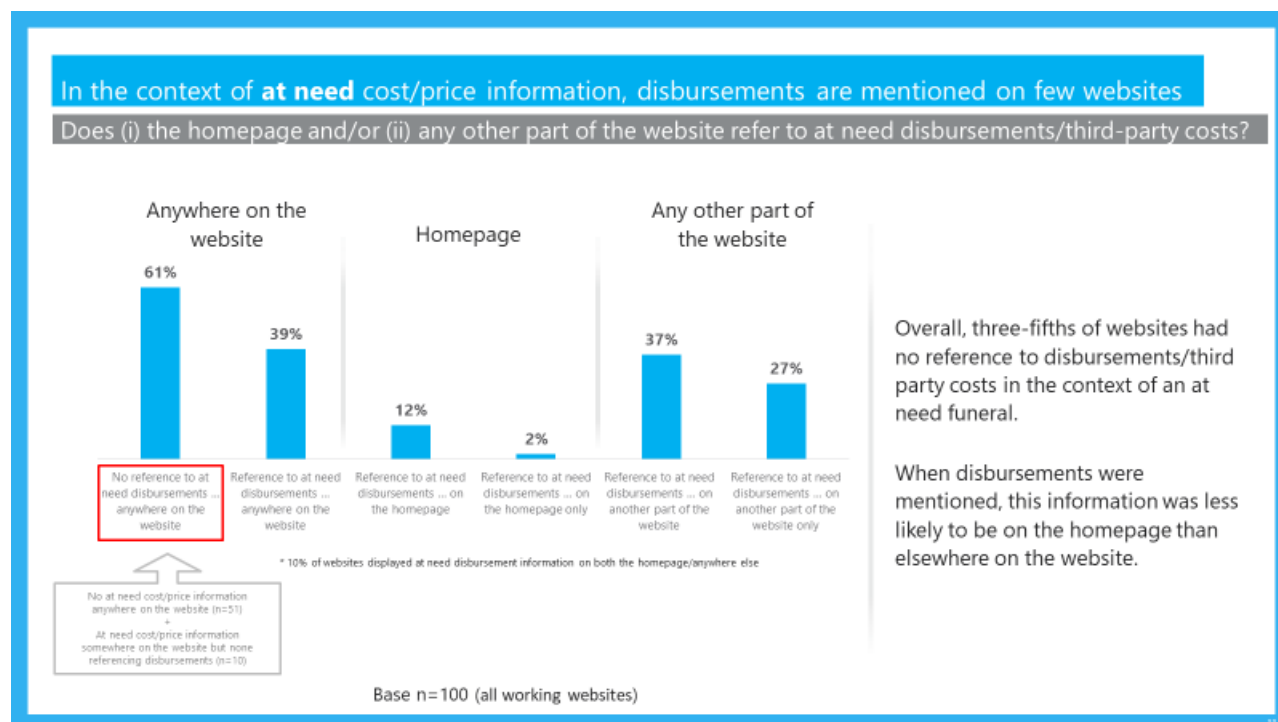 In the context of at need cost/price information, disbursements are mentioned on few websites
Does (i) the homepage and/or (ii) any other part of the website refer to at need disbursements/third-party costs?
Anywhere on the
website
Homepage
Any other part of
the website
61%
39%
12%
2%
37%
27%
No reference to at
need disbursements ...
anywhere on the
website
Reference to at need
disbursements ...
anywhere on the
website
Reference to at need
disbursements ... on
the homepage
Reference to at need
disbursements ... on
the homepage only
Reference to at need
disbursements ... on
another part of the
website
Reference to at need
disbursements ... on
another part of the
website only
* 10% of websites displayed at need disbursement information on both the homepage/anywhere else
No at need cost/price information
anywhere on the website (n=51)
+
At need cost/price information
somewhere on the website but none
referencing disbursements (n=10)
Overall, three-fifths of websites had
no reference to disbursements/third
party costs in the context of an at
need funeral.
When disbursements were
mentioned, this information was less
likely to be on the homepage than
elsewhere on the website.
Base n=100 (all working websites)